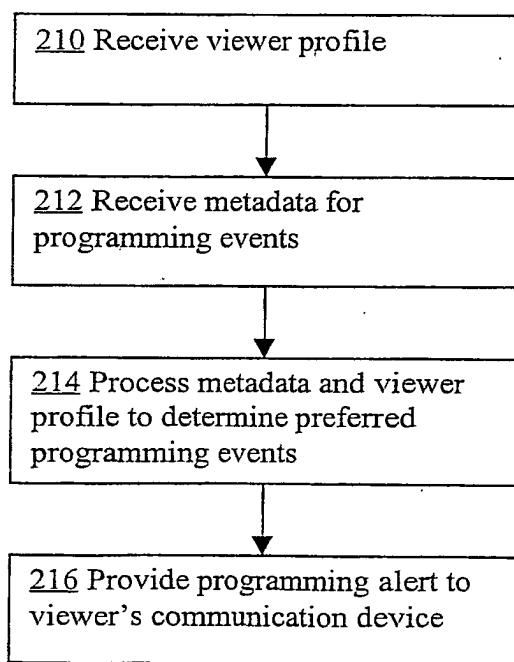 210 Receive viewer profile
212 Receive metadata for
programming events
214 Process metadata and viewer
profile to determine preferred
programming events
216 Provide programming alert to
viewer's communication device